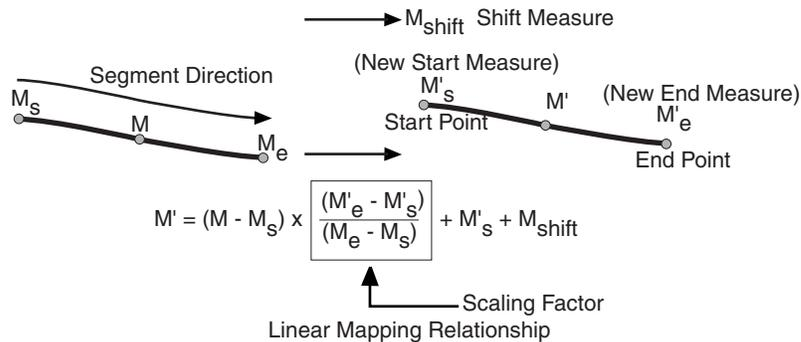 M_shift Shift Measure
Segment Direction
(New Start Measure)
M_s
M
M_e
M'_s
M'
(New End Measure)
M'_e
Start Point
End Point
M' = (M - M_s) x (M'_e - M'_s) / (M_e - M_s) + M'_s + M_shift
Scaling Factor
Linear Mapping Relationship